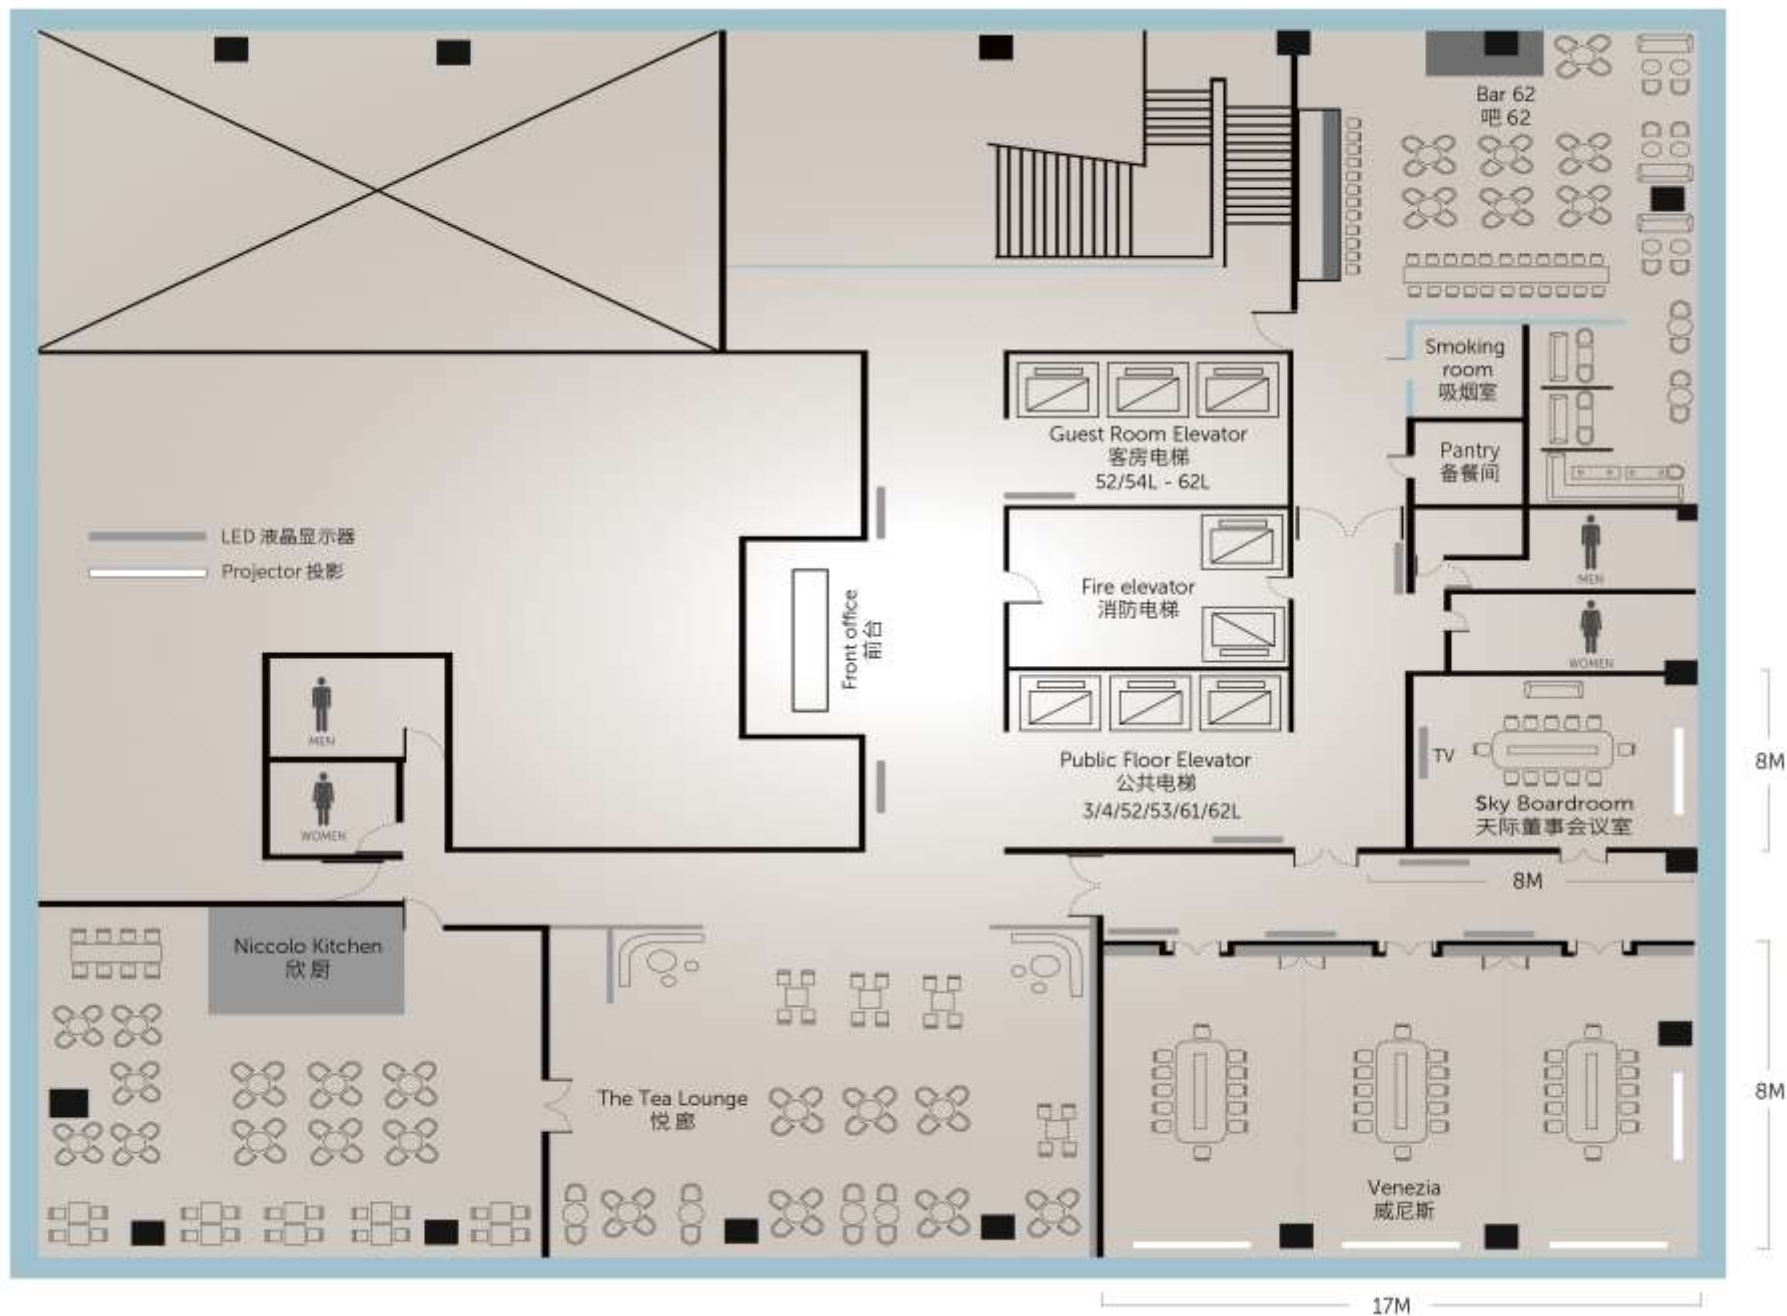 Bar 62
吧 62
Smoking
room
吸烟室
Guest Room Elevator
客房电梯
52/54L - 62L
Pantry
备餐间
LED 液晶显示器
Projector 投影
Fire elevator
消防电梯
Front office
前台
MEN
WOMEN
MEN
WOMEN
Public Floor Elevator
公共电梯
3/4/52/53/61/62L
TV
Sky Boardroom
天际董事会议室
8M
8M
Niccolo Kitchen
欣厨
The Tea Lounge
悦廊
Venezia
威尼斯
8M
17M